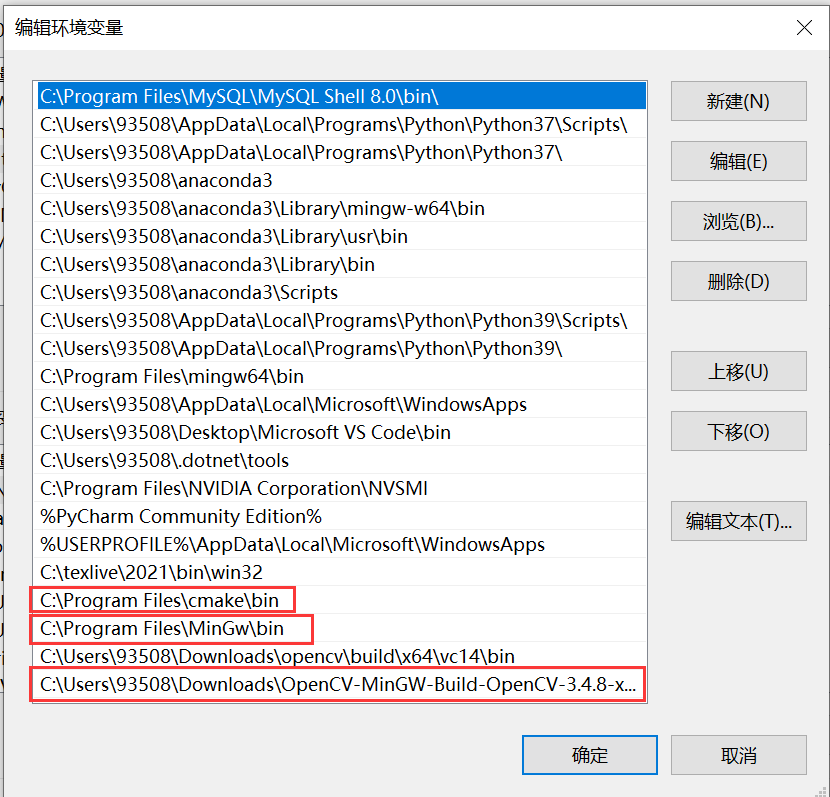 编辑环境变量
C:\Program Files\MySQL\MySQL Shell 8.0\bin\
新建(N)
C:\Users\93508\AppData\Local\Programs\Python\Python37\Scripts\
C:\Users\93508\AppData\Local\Programs\Python\Python37\
编辑(E)
C:\Users\93508\anaconda3
C:\Users\93508\anaconda3\Library\mingw-w64\bin
浏览(B)...
C:\Users\93508\anaconda3\Library\usr\bin
C:\Users\93508\anaconda3\Library\bin
删除(D)
C:\Users\93508\anaconda3\Scripts
C:\Users\93508\AppData\Local\Programs\Python\Python39\Scripts\
C:\Users\93508\AppData\Local\Programs\Python\Python39\
上移(U)
C:\Program Files\mingw64\bin
C:\Users\93508\AppData\Local\Microsoft\WindowsApps
下移(O)
C:\Users\93508\Desktop\Microsoft VS Code\bin
C:\Users\93508\.dotnet\tools
C:\Program Files\NVIDIA Corporation\NVSMI
%PyCharm Community Edition%
编辑文本(T)...
%USERPROFILE%\AppData\Local\Microsoft\WindowsApps
C:\texlive\2021\bin\win32
C:\Program Files\cmake\bin
C:\Program Files\MinGw\bin
C:\Users\93508\Downloads\opencv\build\x64\vc14\bin
C:\Users\93508\Downloads\OpenCV-MinGW-Build-OpenCV-3.4.8-x...
确定
取消